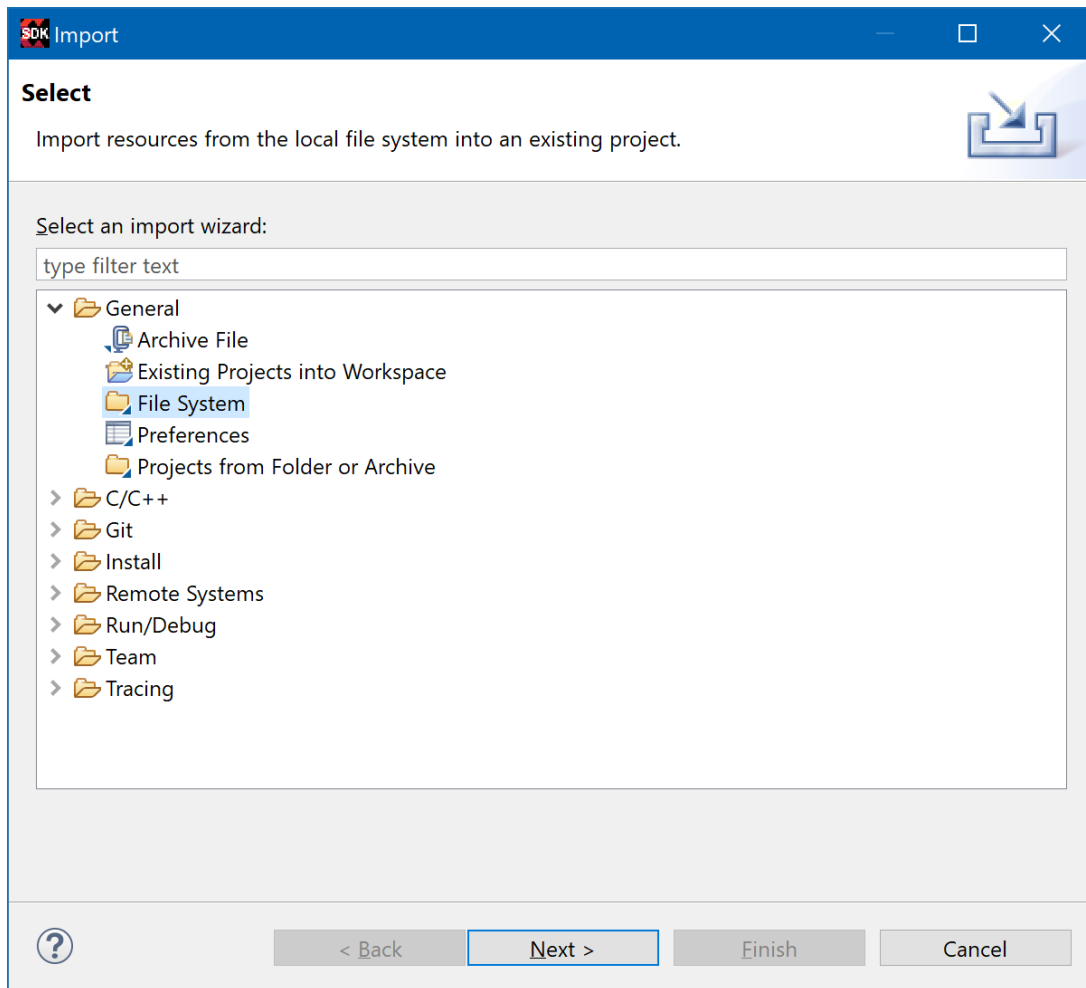 SDK Import
Select
Import resources from the local file system into an existing project.
Select an import wizard:
type filter text
General
Archive File
Existing Projects into Workspace
File System
Preferences
Projects from Folder or Archive
C/C++
Git
Install
Remote Systems
Run/Debug
Team
Tracing
? < Back Next > Finish Cancel